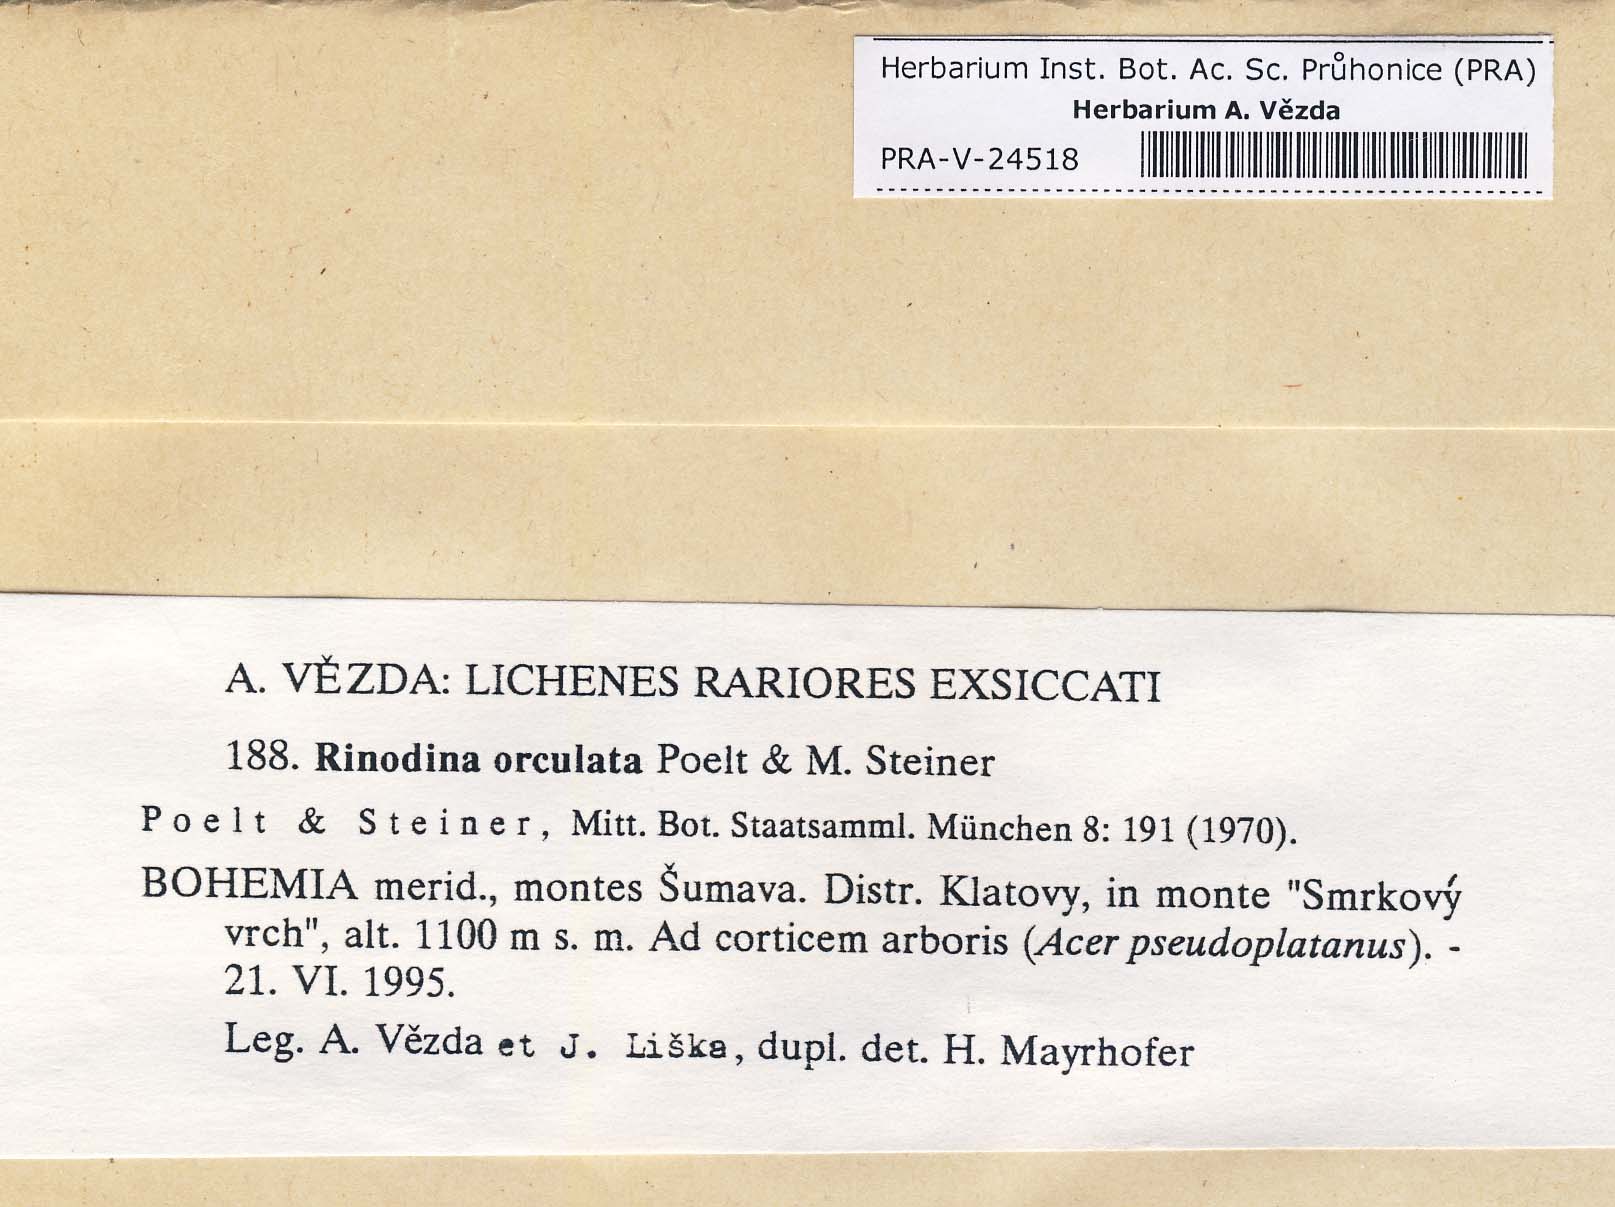 Herbarium Inst. Bot. Ac. Sc. Průhonice (PRA)
Herbarium A. Vězda
PRA-V-24518
A. VĚZDA: LICHENES RARIORES EXSICCATI
188. Rinodina orculata Poelt & M. Steiner
Poelt & Steiner, Mitt. Bot. Staatsamml. München 8: 191 (1970).
BOHEMIA merid., montes Šumava. Distr. Klatovy, in monte "Smrkový
vrch", alt. 1100 m s. m. Ad corticem arboris (Acer pseudoplatanus). -
21. VI. 1995.
Leg. A. Vězda et J. Liška, dupl. det. H. Mayrhofer